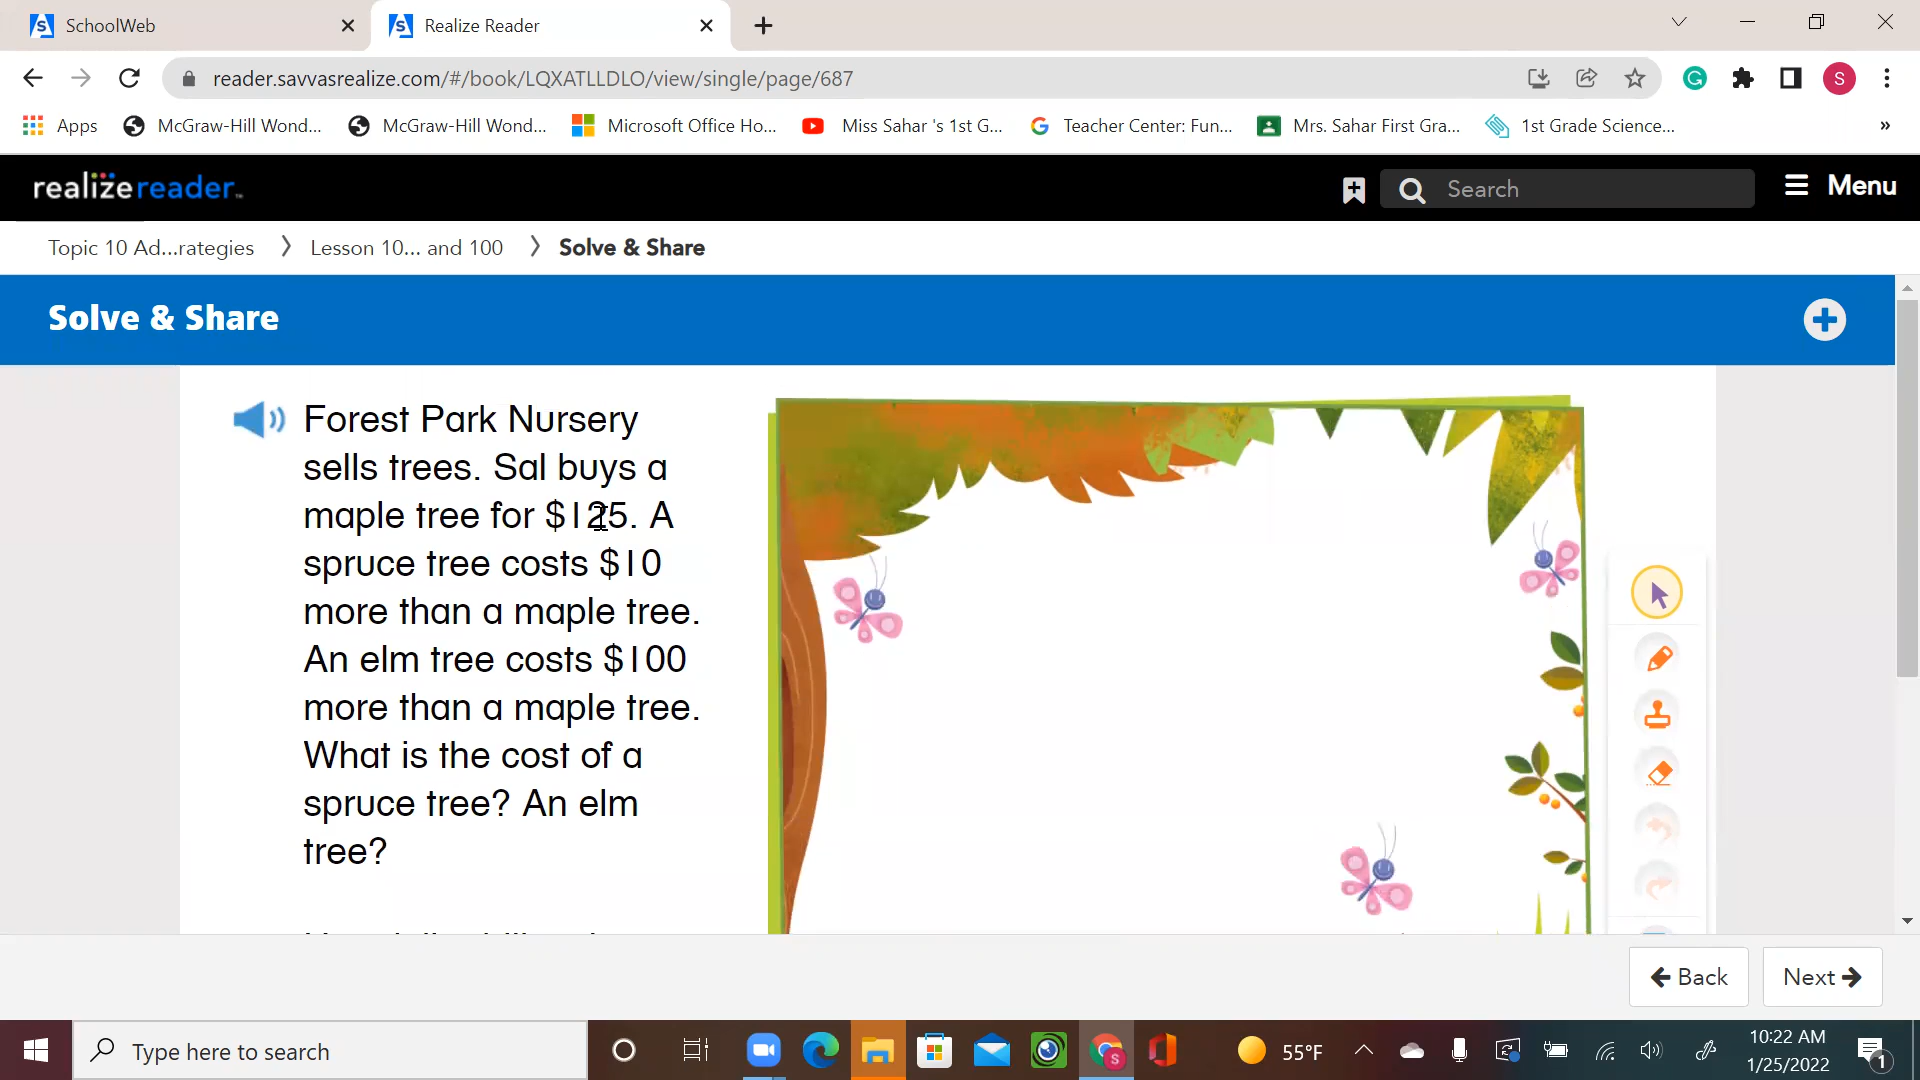 SchoolWeb
Realize Reader
reader.savvasrealize.com/#/book/LQXATLLDLO/view/single/page/687
G
S
Apps
McGraw-Hill Wond...
McGraw-Hill Wond...
Microsoft Office Ho...
Miss Sahar 's 1st G...
Teacher Center: Fun...
Mrs. Sahar First Gra...
1st Grade Science...
»
realizereader™
Search
Menu
Topic 10 Ad...rategies
Lesson 10... and 100
Solve & Share
Solve & Share
Forest Park Nursery
sells trees. Sal buys a
maple tree for $125. A
spruce tree costs $10
more than a maple tree.
An elm tree costs $100
more than a maple tree.
What is the cost of a
spruce tree? An elm
tree?
Back
Next
Type here to search
55°F
10:22 AM
1/25/2022
1